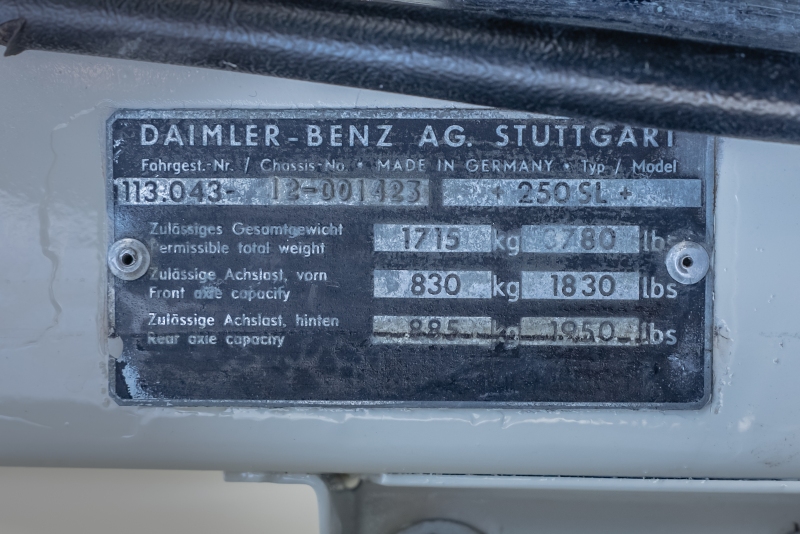 DAIMLER-BENZ AG. STUTTGART
Fahrgest.-Nr. / Chassis-No. • MADE IN GERMANY • Typ / Model
113.043- 12-001423 + 250 SL +
Zulässiges Gesamtgewicht
Permissible total weight 1715 kg 3780 lbs
Zulässige Achslast, vorn
Front axle capacity 830 kg 1830 lbs
Zulässige Achslast, hinten
Rear axle capacity 885 kg 1950 lbs